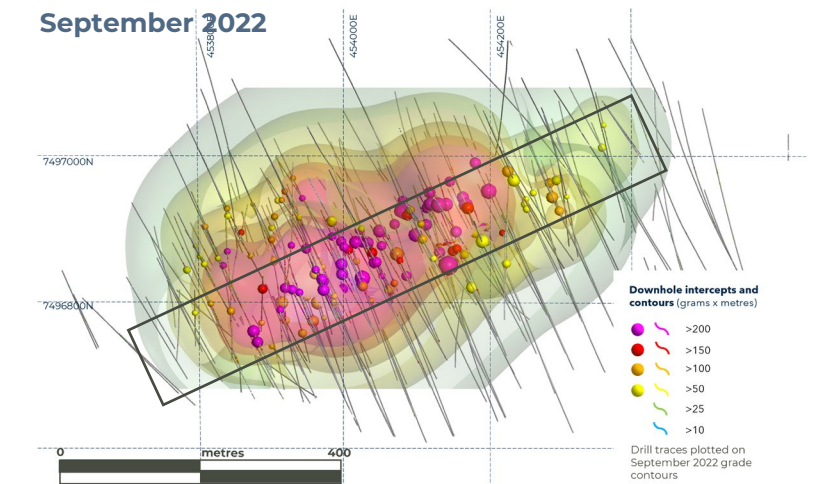 September 2022
453800E
454000E
454200E
7497000N
7496800N
Downhole intercepts and
contours (grams x metres)
>200
>150
>100
>50
>25
>10
Drill traces plotted on
September 2022 grade
contours
0 metres 400